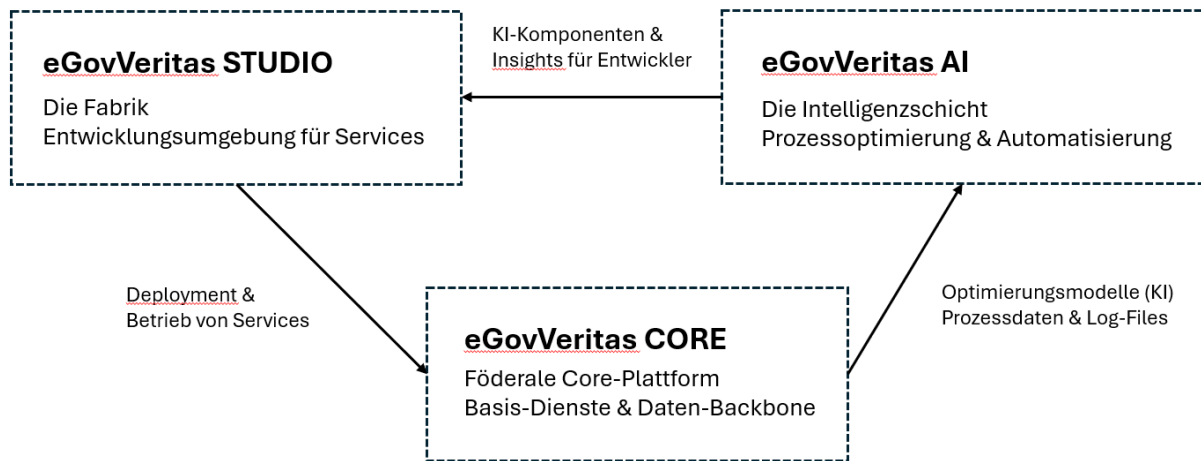 eGovVeritas STUDIO
Die Fabrik
Entwicklungsumgebung für Services
KI-Komponenten &
Insights für Entwickler
eGovVeritas AI
Die Intelligenzschicht
Prozessoptimierung & Automatisierung
Deployment &
Betrieb von Services
eGovVeritas CORE
Föderale Core-Plattform
Basis-Dienste & Daten-Backbone
Optimierungsmodelle (KI)
Prozessdaten & Log-Files